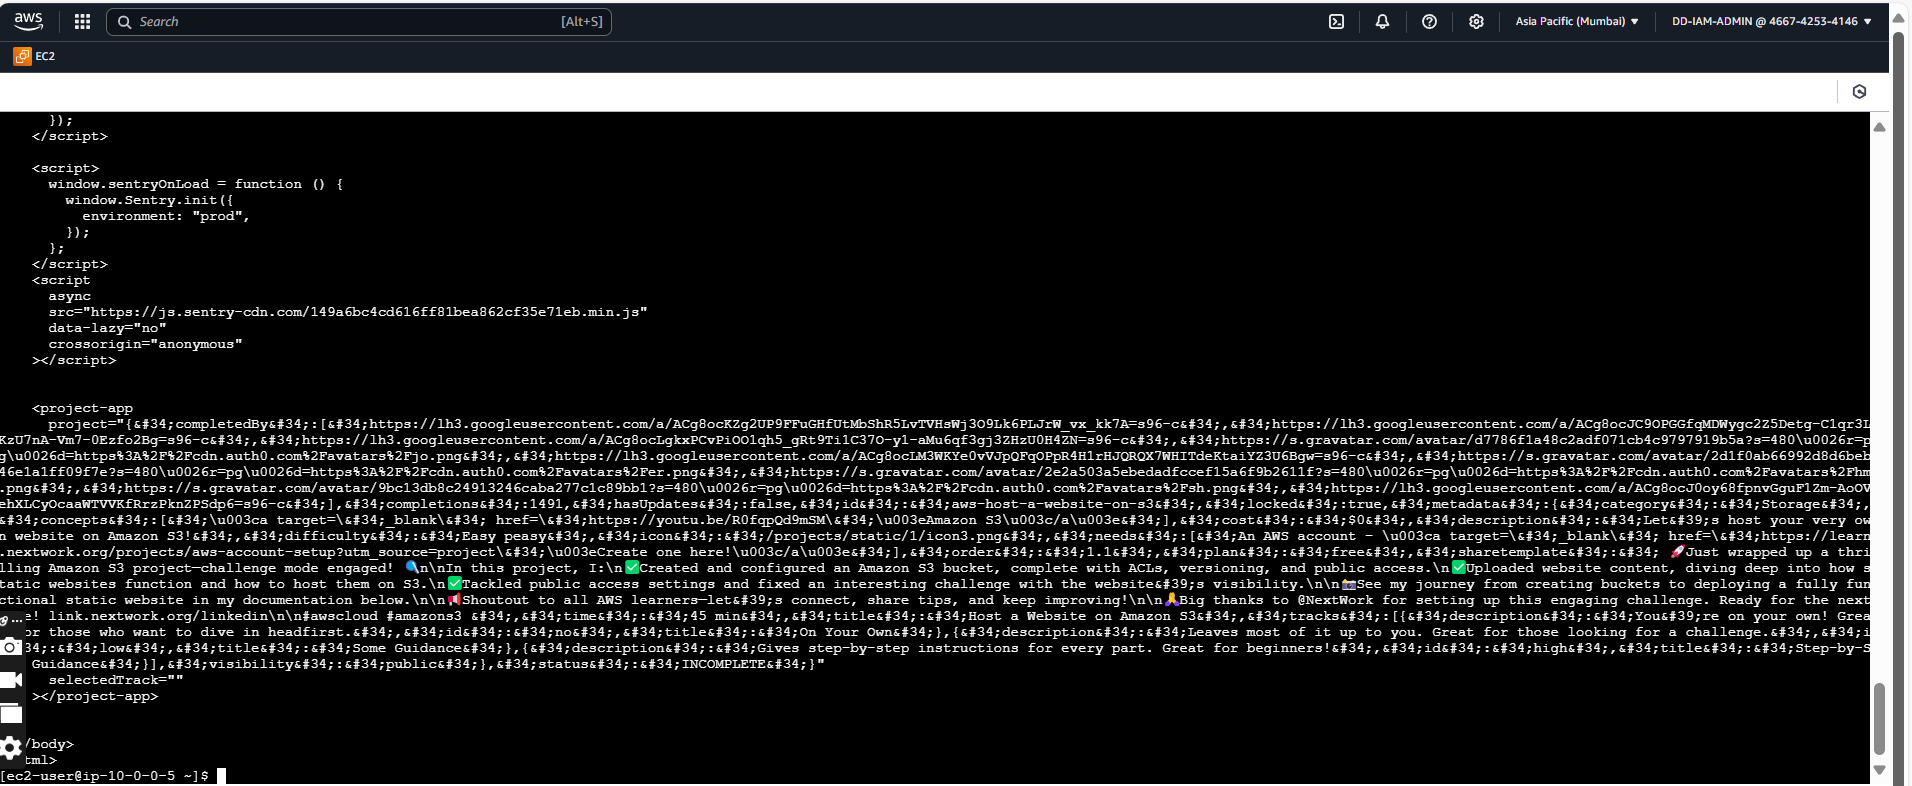 aws
Search [Alt+S]
Asia Pacific (Mumbai)
DD-IAM-ADMIN @ 4667-4253-4146
EC2
});
</script>
<script>
window.sentryOnLoad = function () {
window.Sentry.init({
environment: "prod",
});
};
</script>
<script
async
src="https://js.sentry-cdn.com/149a6bc4cd616ff81bea862cf35e71eb.min.js"
data-lazy="no"
crossorigin="anonymous"
></script>
<project-app
project="{&#34;completedBy&#34;:[&#34;https://lh3.googleusercontent.com/a/ACg8ocKZg2UP9FFuGHfUtMbShR5LvTVHsWj3O9Lk6PLJrW_vx_kk7A=s96-c&#34;,&#34;https://lh3.googleusercontent.com/a/ACg8ocJC9OPGGfqMDWygc2Z5Detg-C1qr3L
KzU7nA-Vm7-0Ezfo2Bg=s96-c&#34;,&#34;https://lh3.googleusercontent.com/a/ACg8ocLgkxPCvPiOO1qh5_gRt9Ti1C37O-y1-aMu6qf3gj3ZHzU0H4ZN=s96-c&#34;,&#34;https://s.gravatar.com/avatar/d7786f1a48c2adf071cb4c9797919b5a?s=480\u0026r=p
g\u0026d=https%3A%2F%2Fcdn.auth0.com%2Favatars%2Fjo.png&#34;,&#34;https://lh3.googleusercontent.com/a/ACg8ocLM3WKYe0vVJpQFqOPpR4H1rHJQRQX7WHITdeKtaiYZ3U6Bgw=s96-c&#34;,&#34;https://s.gravatar.com/avatar/2d1f0ab66992d8d6beb
46e1a1ff09f7e?s=480\u0026r=pg\u0026d=https%3A%2F%2Fcdn.auth0.com%2Favatars%2Fer.png&#34;,&#34;https://s.gravatar.com/avatar/2e2a503a5ebedadfccef15a6f9b2611f?s=480\u0026r=pg\u0026d=https%3A%2F%2Fcdn.auth0.com%2Favatars%2Fhm
.png&#34;,&#34;https://s.gravatar.com/avatar/9bc13db8c24913246caba277c1c89bb1?s=480\u0026r=pg\u0026d=https%3A%2F%2Fcdn.auth0.com%2Favatars%2Fsh.png&#34;,&#34;https://lh3.googleusercontent.com/a/ACg8ocJ0oy68fpnvGguF1Zm-AoOV
ehXLCyOcaaWTVVKfRrzPknZPSdp6=s96-c&#34;],&#34;completions&#34;:1491,&#34;hasUpdates&#34;:false,&#34;id&#34;:&#34;aws-host-a-website-on-s3&#34;,&#34;locked&#34;:true,&#34;metadata&#34;:{&#34;category&#34;:&#34;Storage&#34;,
&#34;concepts&#34;:[&#34;\u003ca target=\&#34;_blank\&#34; href=\&#34;https://youtu.be/R0fqpQd9mSM\&#34;\u003eAmazon S3\u003c/a\u003e&#34;],&#34;cost&#34;:&#34;$0&#34;,&#34;description&#34;:&#34;Let&#39;s host your very ow
n website on Amazon S3!&#34;,&#34;difficulty&#34;:&#34;Easy peasy&#34;,&#34;icon&#34;:&#34;/projects/static/1/icon3.png&#34;,&#34;needs&#34;:[&#34;An AWS account - \u003ca target=\&#34;_blank\&#34; href=\&#34;https://learn
.nextwork.org/projects/aws-account-setup?utm_source=project\&#34;\u003eCreate one here!\u003c/a\u003e&#34;],&#34;order&#34;:&#34;1.1&#34;,&#34;plan&#34;:&#34;free&#34;,&#34;sharetemplate&#34;:&#34; 🚀Just wrapped up a thri
lling Amazon S3 project-challenge mode engaged! 🔍\n\nIn this project, I:\n✅Created and configured an Amazon S3 bucket, complete with ACLs, versioning, and public access.\n✅Uploaded website content, diving deep into how s
tatic websites function and how to host them on S3.\n✅Tackled public access settings and fixed an interesting challenge with the website&#39;s visibility.\n\n📸See my journey from creating buckets to deploying a fully fun
ctional static website in my documentation below.\n\n📢Shoutout to all AWS learners-let&#39;s connect, share tips, and keep improving!\n\n🙏Big thanks to @NextWork for setting up this engaging challenge. Ready for the next
e! link.nextwork.org/linkedin\n\n#awscloud #amazons3 &#34;,&#34;time&#34;:&#34;45 min&#34;,&#34;title&#34;:&#34;Host a Website on Amazon S3&#34;,&#34;tracks&#34;:[{&#34;description&#34;:&#34;You&#39;re on your own! Grea
or those who want to dive in headfirst.&#34;,&#34;id&#34;:&#34;no&#34;,&#34;title&#34;:&#34;On Your Own&#34;},{&#34;description&#34;:&#34;Leaves most of it up to you. Great for those looking for a challenge.&#34;,&#34;i
34;:&#34;low&#34;,&#34;title&#34;:&#34;Some Guidance&#34;},{&#34;description&#34;:&#34;Gives step-by-step instructions for every part. Great for beginners!&#34;,&#34;id&#34;:&#34;high&#34;,&#34;title&#34;:&#34;Step-by-S
Guidance&#34;}],&#34;visibility&#34;:&#34;public&#34;},&#34;status&#34;:&#34;INCOMPLETE&#34;}"
selectedTrack=""
></project-app>
/body>
tml>
[ec2-user@ip-10-0-0-5 ~]$